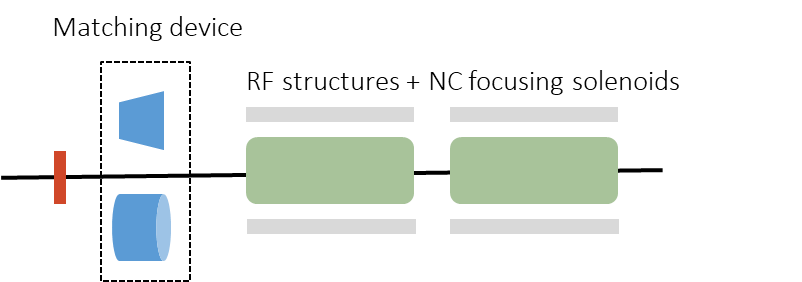 Matching device
RF structures + NC focusing solenoids